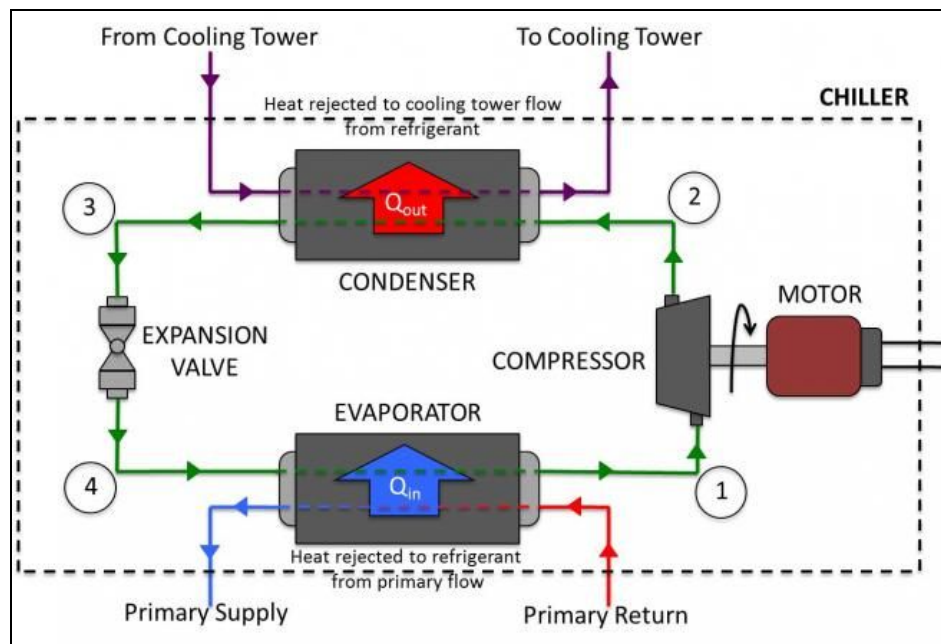 From Cooling Tower
To Cooling Tower
CHILLER
Heat rejected to cooling tower flow
from refrigerant
3
Qout
2
CONDENSER
MOTOR
EXPANSION
VALVE
COMPRESSOR
EVAPORATOR
4
Qin
1
Heat rejected to refrigerant
from primary flow
Primary Supply
Primary Return